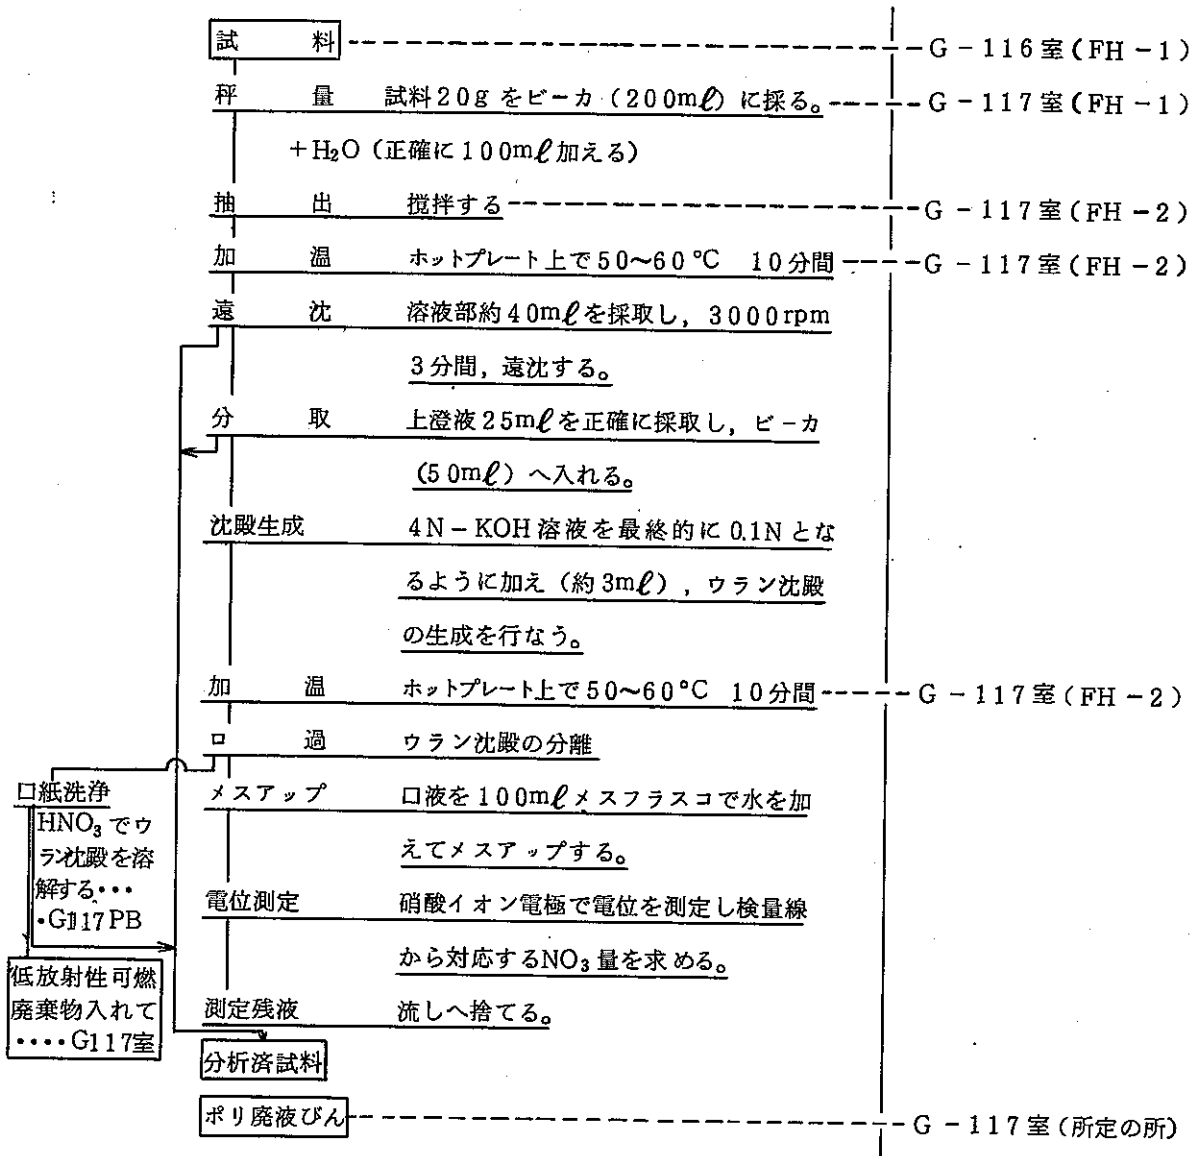 試料 G-116室(FH-1)
秤量 試料20gをビーカ(200mℓ)に採る。 G-117室(FH-1)
+H₂O(正確に100mℓ加える)
抽出 撹拌する G-117室(FH-2)
加温 ホットプレート上で50~60℃ 10分間 G-117室(FH-2)
遠沈 溶液部約40mℓを採取し,3000rpm
3分間,遠沈する。
分取 上澄液25mℓを正確に採取し,ビーカ
(50mℓ)へ入れる。
沈殿生成 4N-KOH溶液を最終的に0.1Nとな
るように加え(約3mℓ),ウラン沈殿
の生成を行なう。
加温 ホットプレート上で50~60℃ 10分間 G-117室(FH-2)
口過 ウラン沈殿の分離
メスアップ 口液を100mℓメスフラスコで水を加
えてメスアップする。
電位測定 硝酸イオン電極で電位を測定し検量線
から対応するNO₃量を求める。
測定残液 流しへ捨てる。
口紙洗浄
HNO₃でウ
ラン沈殿を溶
解する・・・
・G117PB
低放射性可燃
廃棄物入れて
・・・・G117室
分析済試料
ポリ廃液びん G-117室(所定の所)